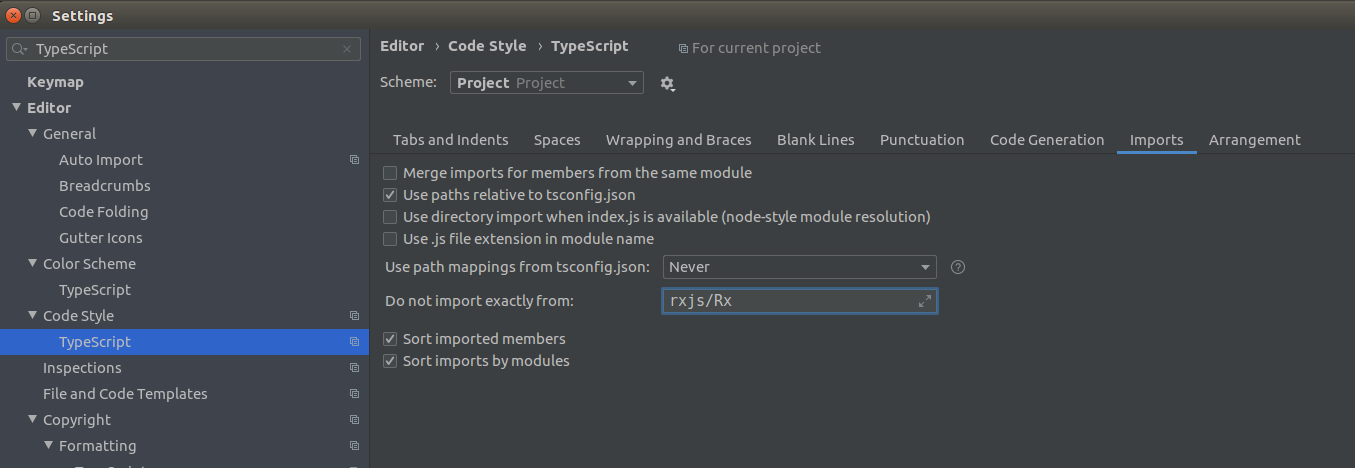 Settings
TypeScript
Keymap
Editor
General
Auto Import
Breadcrumbs
Code Folding
Gutter Icons
Color Scheme
TypeScript
Code Style
TypeScript
Inspections
File and Code Templates
Copyright
Formatting
Editor › Code Style › TypeScript For current project
Scheme: Project Project
Tabs and Indents Spaces Wrapping and Braces Blank Lines Punctuation Code Generation Imports Arrangement
Merge imports for members from the same module
Use paths relative to tsconfig.json
Use directory import when index.js is available (node-style module resolution)
Use .js file extension in module name
Use path mappings from tsconfig.json: Never ?
Do not import exactly from: rxjs/Rx
Sort imported members
Sort imports by modules